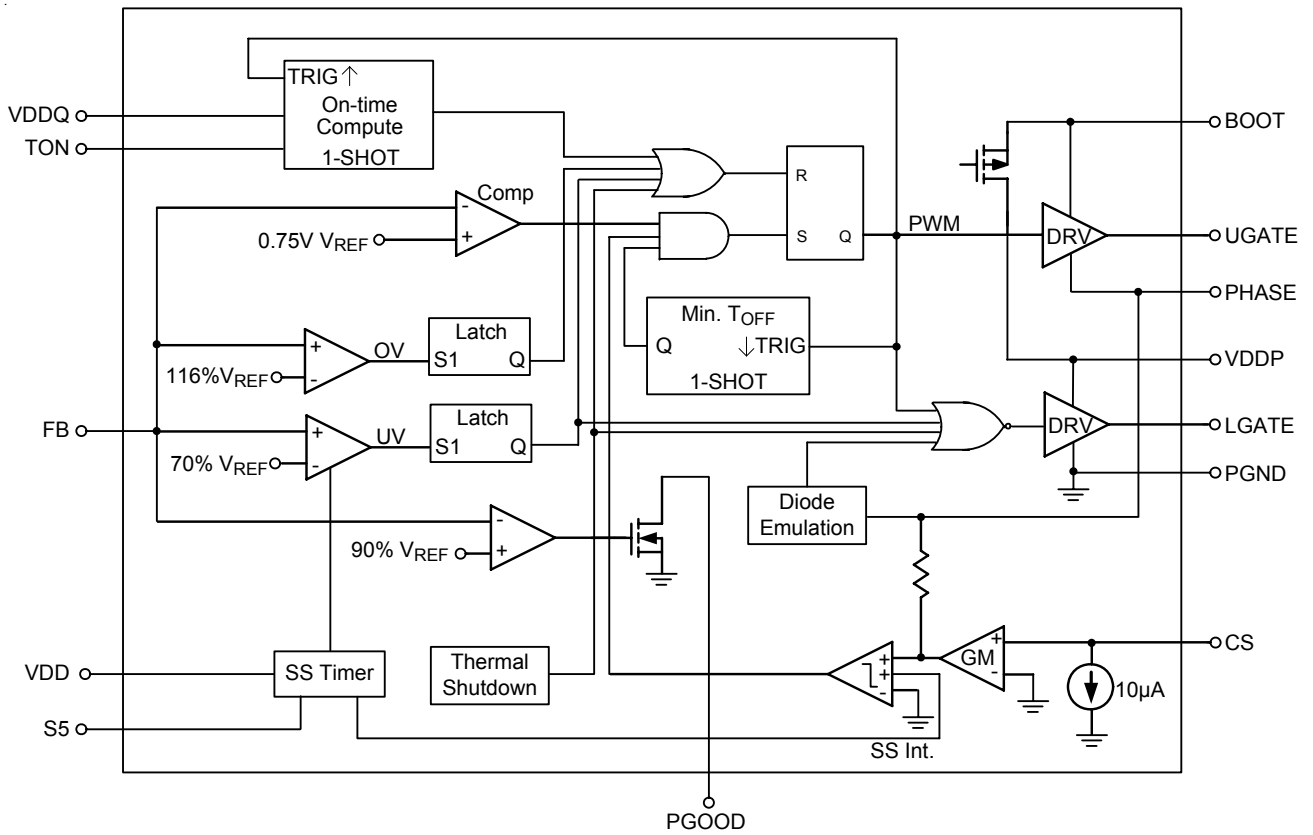 TRIG↑
On-time
Compute
1-SHOT
VDDQ
TON
BOOT
Comp
-
+
0.75V VREF
R
S
Q
PWM
DRV
UGATE
PHASE
Min. TOFF
Q
↓TRIG
1-SHOT
+
-
OV
116%VREF
Latch
S1
Q
VDDP
FB
+
-
UV
70% VREF
Latch
S1
Q
DRV
LGATE
PGND
Diode
Emulation
-
+
90% VREF
VDD
S5
SS Timer
Thermal
Shutdown
+
+
-
SS Int.
GM
+
-
CS
10µA
PGOOD